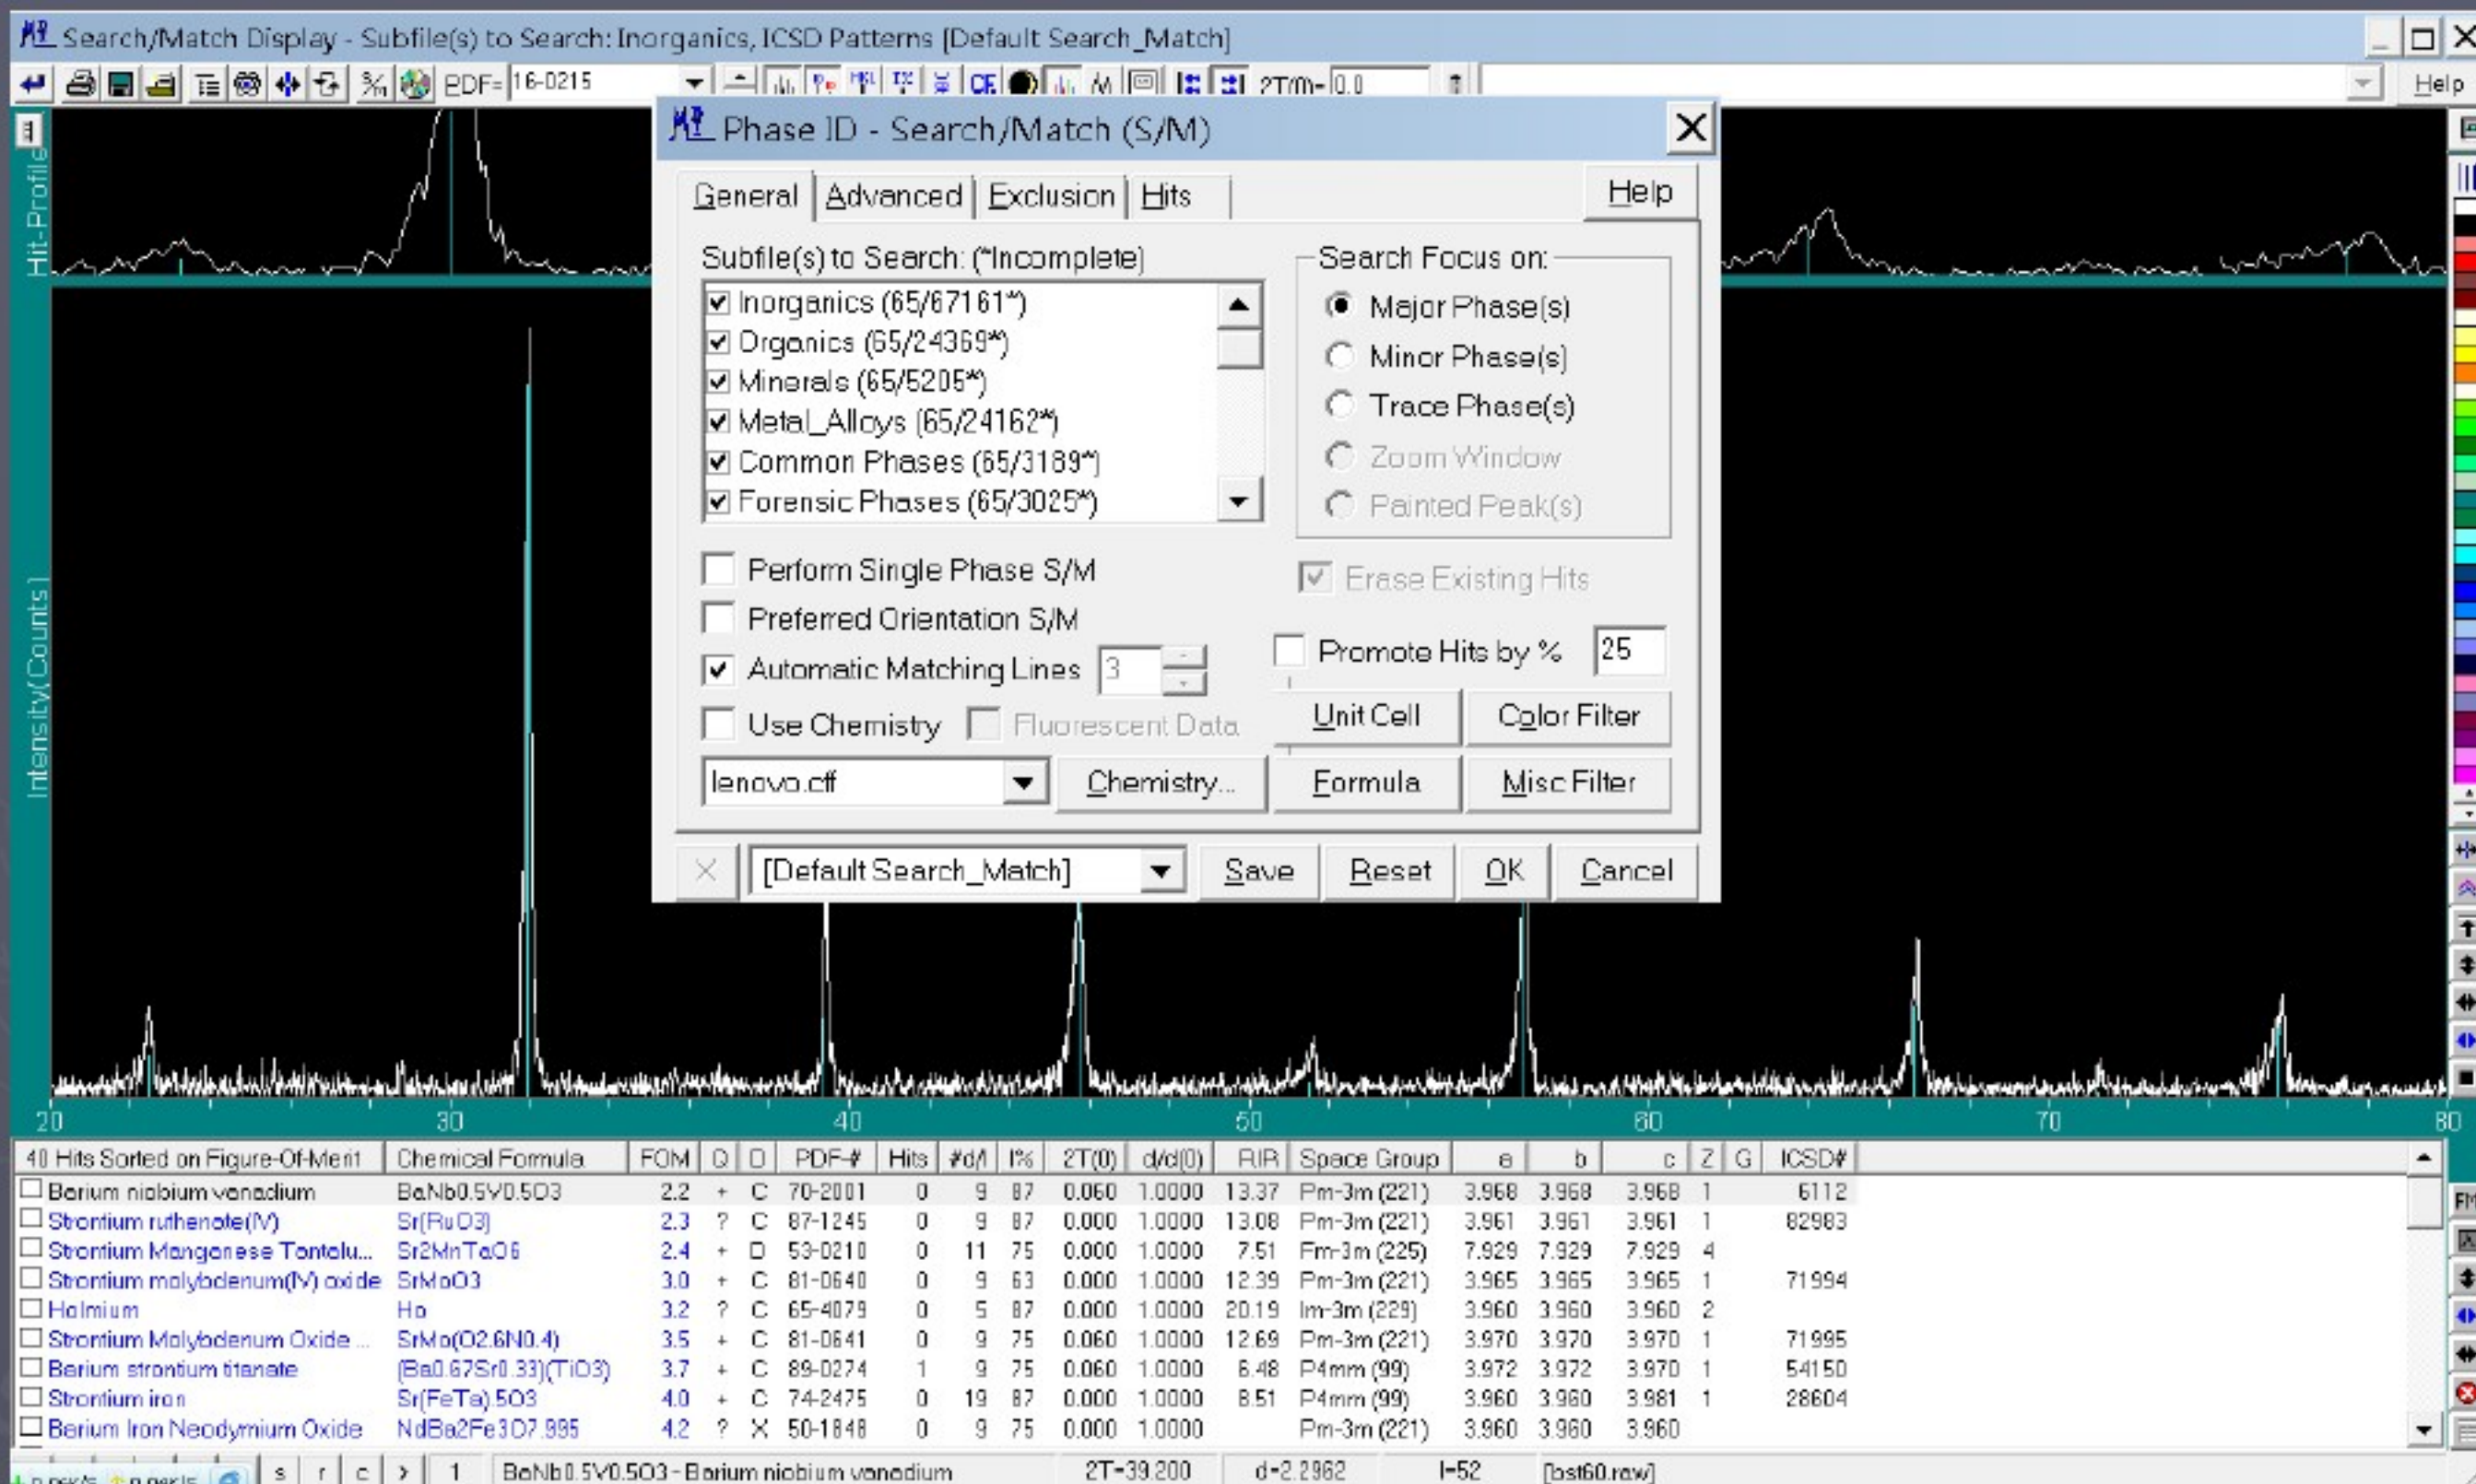 Search/Match Display - Subfile(s) to Search: Inorganics, ICSD Patterns [Default Search_Match]
PDF= 16-0215 2T(0)= 0.0 Help
Phase ID - Search/Match (S/M)
General Advanced Exclusion Hits Help
Subfile(s) to Search: (*Incomplete)
Inorganics (65/67161*)
Organics (65/24369*)
Minerals (65/5205*)
Metal_Alloys (65/24162*)
Common Phases (65/3189*)
Forensic Phases (65/3025*)
Search Focus on:
Major Phase(s)
Minor Phase(s)
Trace Phase(s)
Zoom Window
Painted Peak(s)
Perform Single Phase S/M
Erase Existing Hits
Preferred Orientation S/M
Automatic Matching Lines 3
Promote Hits by % 25
Use Chemistry Fluorescent Data
Unit Cell Color Filter
lenovo.cff Chemistry... Formula Misc Filter
[Default Search_Match] Save Reset OK Cancel
Hit-Profile
Intensity(Counts)
20 30 40 50 60 70 80
40 Hits Sorted on Figure-Of-Merit Chemical Formula FOM Q D PDF-# Hits #d/I I% 2T(0) d/d(0) RIR Space Group a b c Z G ICSD#
Barium niobium vanadium BaNb0.5V0.5O3 2.2 + C 70-2001 0 9 87 0.060 1.0000 13.37 Pm-3m (221) 3.968 3.968 3.968 1 6112
Strontium ruthenate(IV) Sr(RuO3) 2.3 ? C 87-1245 0 9 87 0.000 1.0000 13.08 Pm-3m (221) 3.961 3.961 3.961 1 82983
Strontium Manganese Tantalu... Sr2MnTaO6 2.4 + D 53-0210 0 11 75 0.000 1.0000 7.51 Fm-3m (225) 7.929 7.929 7.929 4
Strontium molybdenum(IV) oxide SrMoO3 3.0 + C 81-0640 0 9 63 0.000 1.0000 12.39 Pm-3m (221) 3.965 3.965 3.965 1 71994
Holmium Ho 3.2 ? C 65-4079 0 5 87 0.000 1.0000 20.19 Im-3m (229) 3.960 3.960 3.960 2
Strontium Molybdenum Oxide ... SrMo(O2.6N0.4) 3.5 + C 81-0641 0 9 75 0.060 1.0000 12.69 Pm-3m (221) 3.970 3.970 3.970 1 71995
Barium strontium titanate (Ba0.67Sr0.33)(TiO3) 3.7 + C 89-0274 1 9 75 0.060 1.0000 6.48 P4mm (99) 3.972 3.972 3.970 1 54150
Strontium iron Sr(FeTa).5O3 4.0 + C 74-2475 0 19 87 0.000 1.0000 8.51 P4mm (99) 3.960 3.960 3.981 1 28604
Barium Iron Neodymium Oxide NdBa2Fe3O7.995 4.2 ? X 50-1848 0 9 75 0.000 1.0000 Pm-3m (221) 3.960 3.960 3.960
s r c > 1 BaNb0.5V0.5O3 - Barium niobium vanadium 2T=39.200 d=2.2962 I=52 [bst60.raw]